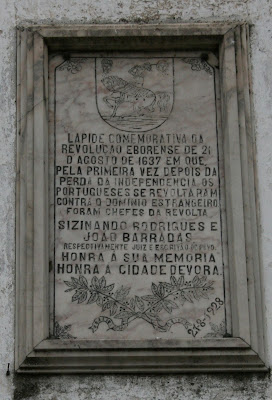 LAPIDE COMEMORATIVA DA
REVOLUÇÃO EBORENSE DE 21
D AGOSTO DE 1637 EM QUE,
PELA PRIMEIRA VEZ DEPOIS DA
PERDA DA INDEPENDENCIA, OS
PORTUGUESES SE REVOLTARAM
CONTRA O DOMINIO ESTRANGEIRO
FORAM CHEFES DA REVOLTA,
SIZINANDO RODRIGUES E
JOÃO BARRADAS
RESPECTIVAMENTE JUIZ E ESCRIVÃO DO POVO.
HONRA Á SUA MEMORIA
HONRA A CIDADE DEVORA.
21-8-1928